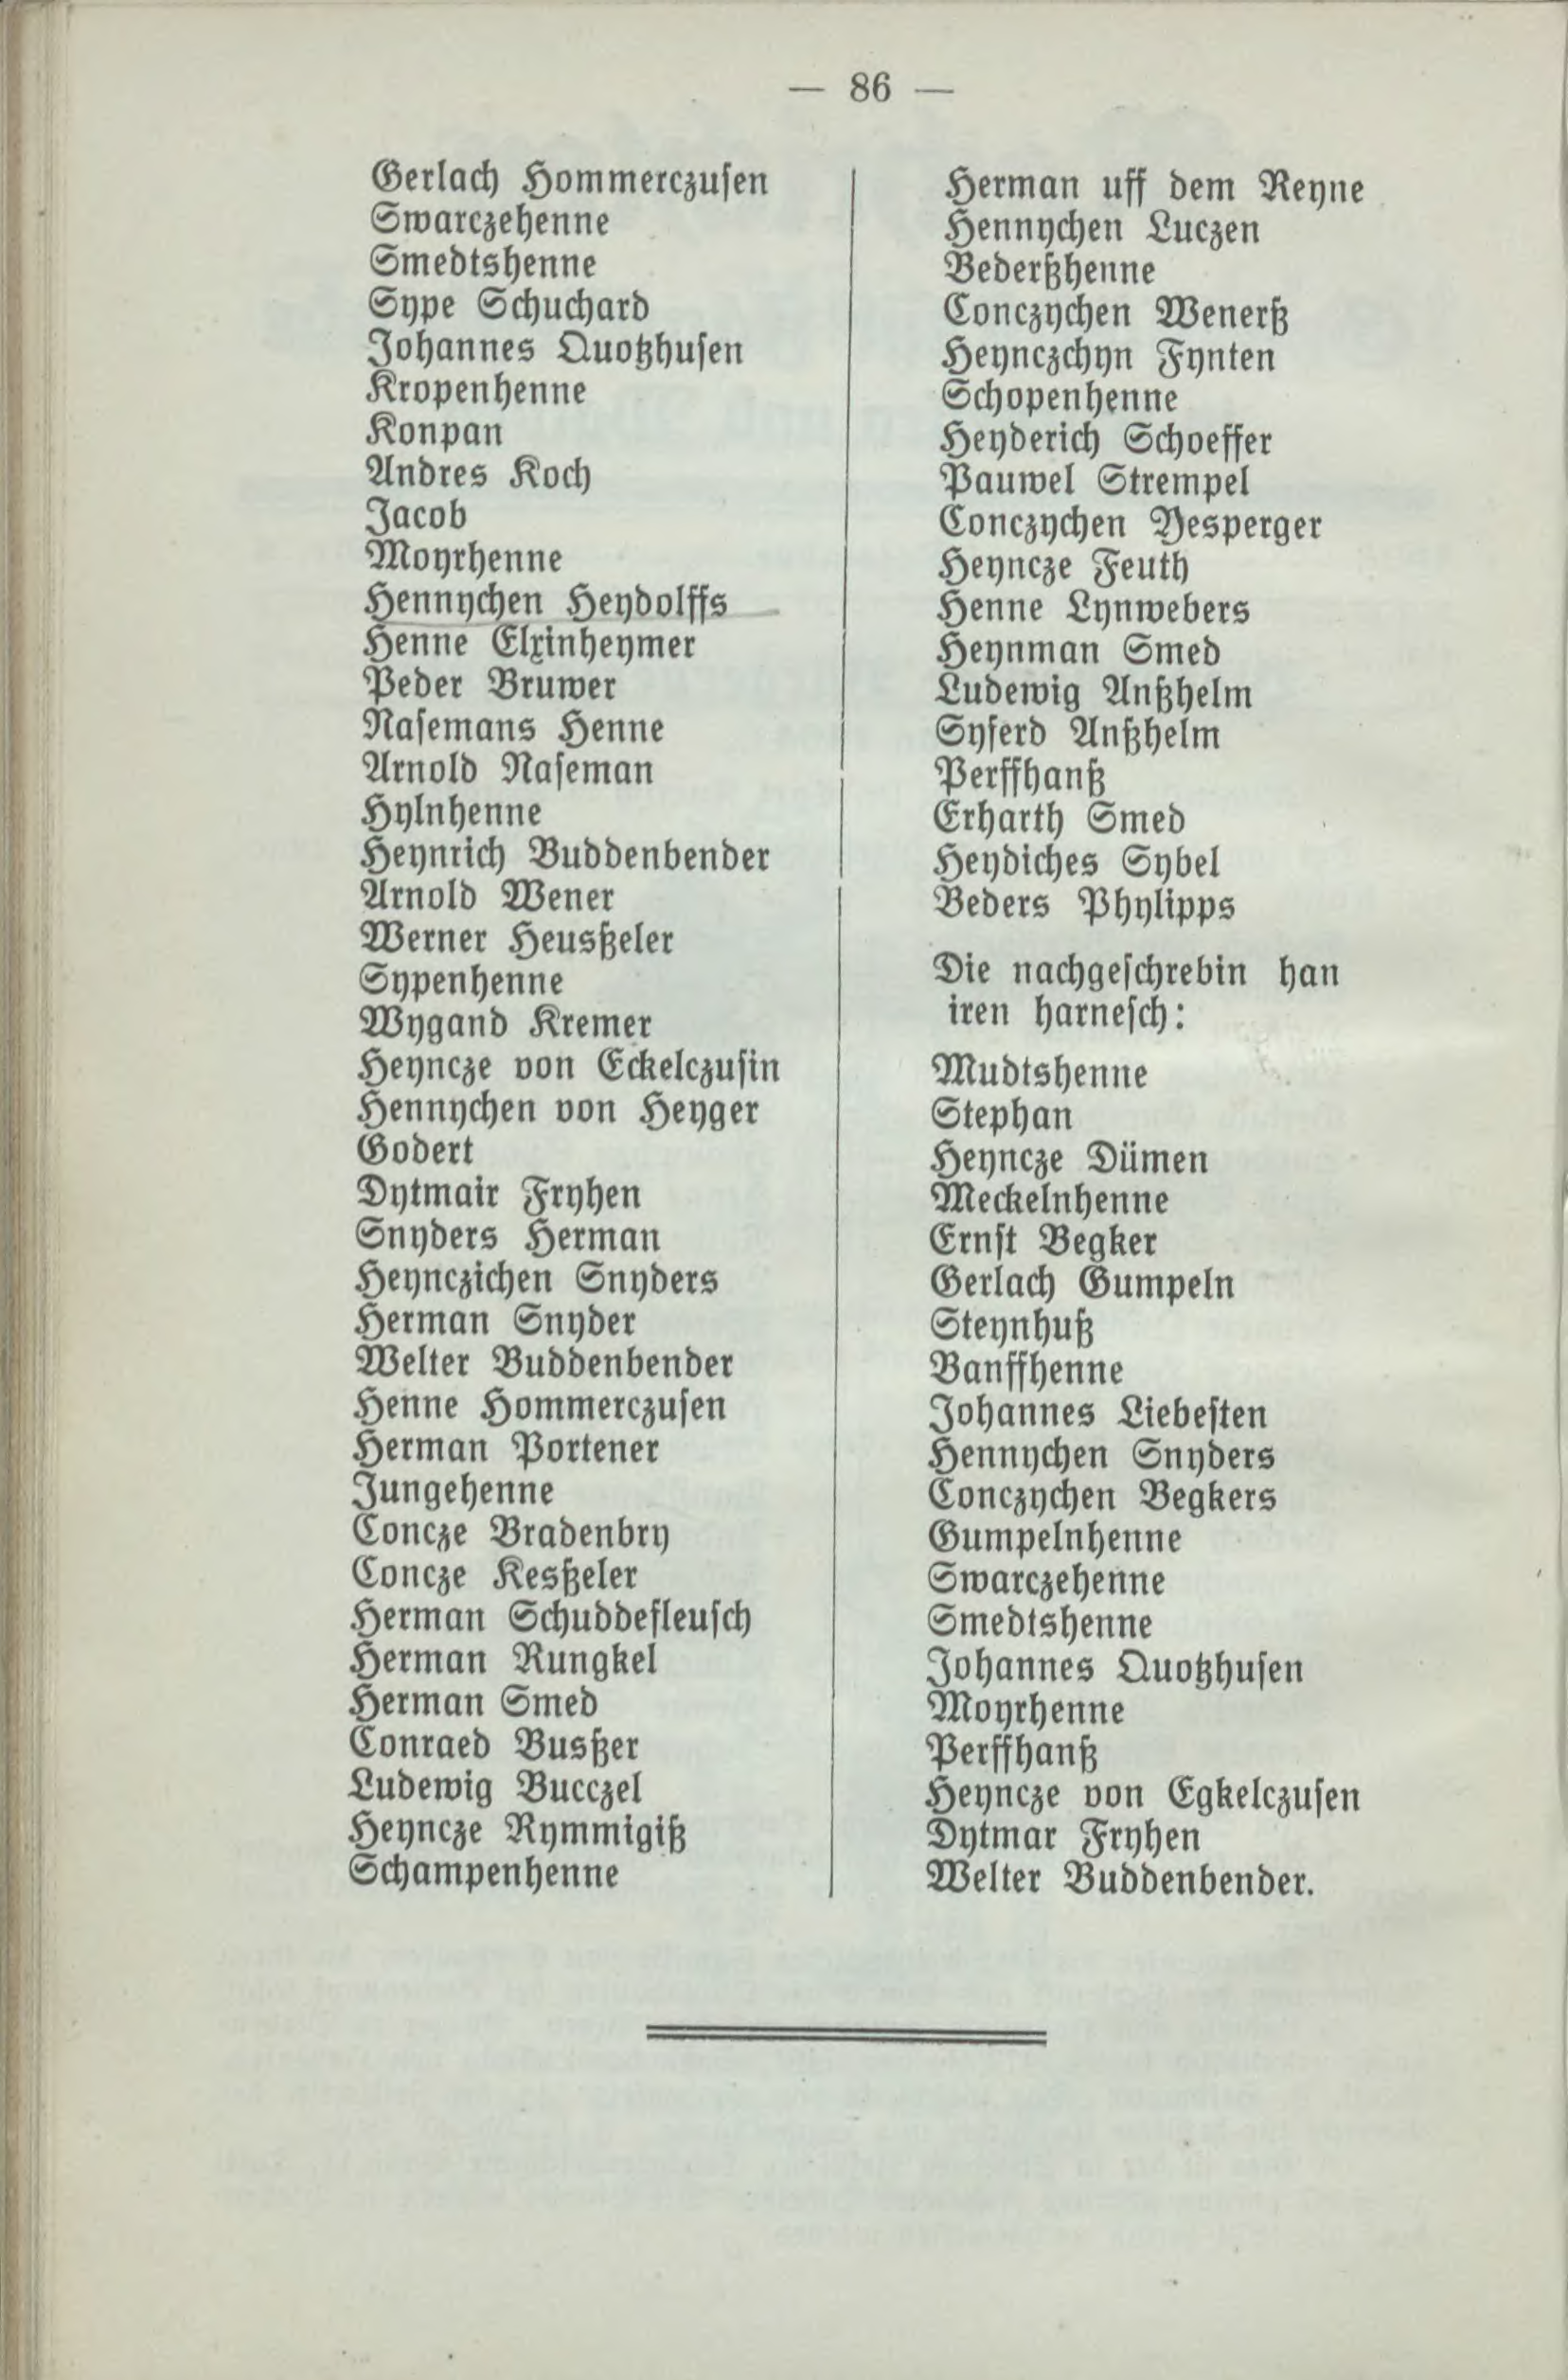 — 86 —
Gerlach Hommerczusen
Swarczehenne
Smedtshenne
Sype Schuchard
Johannes Quotzhusen
Kropenhenne
Konpan
Andres Koch
Jacob
Moyrhenne
Hennychen Heydolffs
Henne Elxinheymer
Peder Bruwer
Nasemans Henne
Arnold Naseman
Hylnhenne
Heynrich Buddenbender
Arnold Wener
Werner Heusßeler
Sypenhenne
Wygand Kremer
Heyncze von Eckelczusin
Hennychen von Heyger
Godert
Dytmair Fryhen
Snyders Herman
Heynczichen Snyders
Herman Snyder
Welter Buddenbender
Henne Hommerczusen
Herman Portener
Jungehenne
Concze Bradenbry
Concze Kesßeler
Herman Schuddefleusch
Herman Rungkel
Herman Smed
Conraed Busßer
Ludewig Bucczel
Heyncze Rymmigiß
Schampenhenne
Herman uff dem Reyne
Hennychen Luczen
Bederßhenne
Conczychen Wenerß
Heynczchyn Fynten
Schopenhenne
Heyderich Schoeffer
Pauwel Strempel
Conczychen Yesperger
Heyncze Feuth
Henne Lynwebers
Heynman Smed
Ludewig Anßhelm
Syferd Anßhelm
Perffhanß
Erharth Smed
Heydiches Sybel
Beders Phylipps
Die nachgeschrebin han
iren harnesch:
Mudtshenne
Stephan
Heyncze Dümen
Meckelnhenne
Ernst Begker
Gerlach Gumpeln
Steynhuß
Banffhenne
Johannes Liebesten
Hennychen Snyders
Conczychen Begkers
Gumpelnhenne
Swarczehenne
Smedtshenne
Johannes Quotzhusen
Moyrhenne
Perffhanß
Heyncze von Egkelczusen
Dytmar Fryhen
Welter Buddenbender.